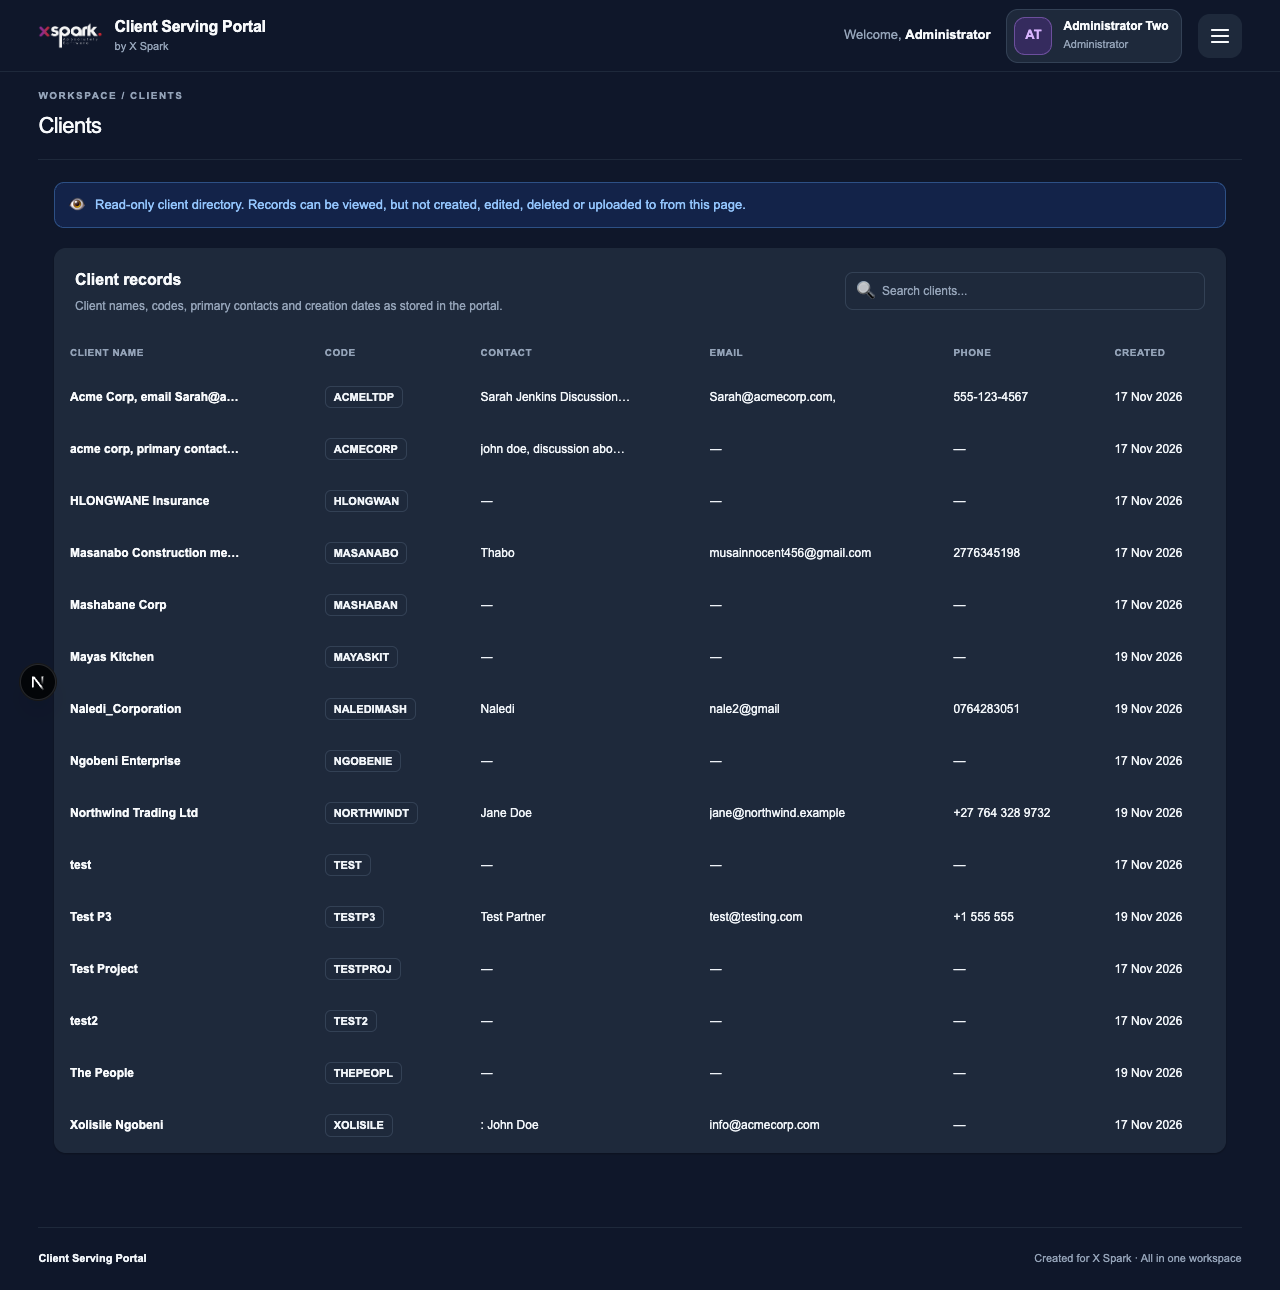 xspark.
Client Serving Portal
by X Spark
Welcome, Administrator
AT
Administrator Two
Administrator
WORKSPACE / CLIENTS
Clients
Read-only client directory. Records can be viewed, but not created, edited, deleted or uploaded to from this page.
Client records
Client names, codes, primary contacts and creation dates as stored in the portal.
Search clients...
CLIENT NAME CODE CONTACT EMAIL PHONE CREATED
Acme Corp, email Sarah@a... ACMELTDP Sarah Jenkins Discussion... Sarah@acmecorp.com, 555-123-4567 17 Nov 2026
acme corp, primary contact... ACMECORP john doe, discussion abo... — — 17 Nov 2026
HLONGWANE Insurance HLONGWAN — — — 17 Nov 2026
Masanabo Construction me... MASANABO Thabo musainnocent456@gmail.com 2776345198 17 Nov 2026
Mashabane Corp MASHABAN — — — 17 Nov 2026
Mayas Kitchen MAYASKIT — — — 19 Nov 2026
N
Naledi_Corporation NALEDIMASH Naledi nale2@gmail 0764283051 19 Nov 2026
Ngobeni Enterprise NGOBENIE — — — 17 Nov 2026
Northwind Trading Ltd NORTHWINDT Jane Doe jane@northwind.example +27 764 328 9732 19 Nov 2026
test TEST — — — 17 Nov 2026
Test P3 TESTP3 Test Partner test@testing.com +1 555 555 19 Nov 2026
Test Project TESTPROJ — — — 17 Nov 2026
test2 TEST2 — — — 17 Nov 2026
The People THEPEOPL — — — 19 Nov 2026
Xolisile Ngobeni XOLISILE : John Doe info@acmecorp.com — 17 Nov 2026
Client Serving Portal
Created for X Spark · All in one workspace